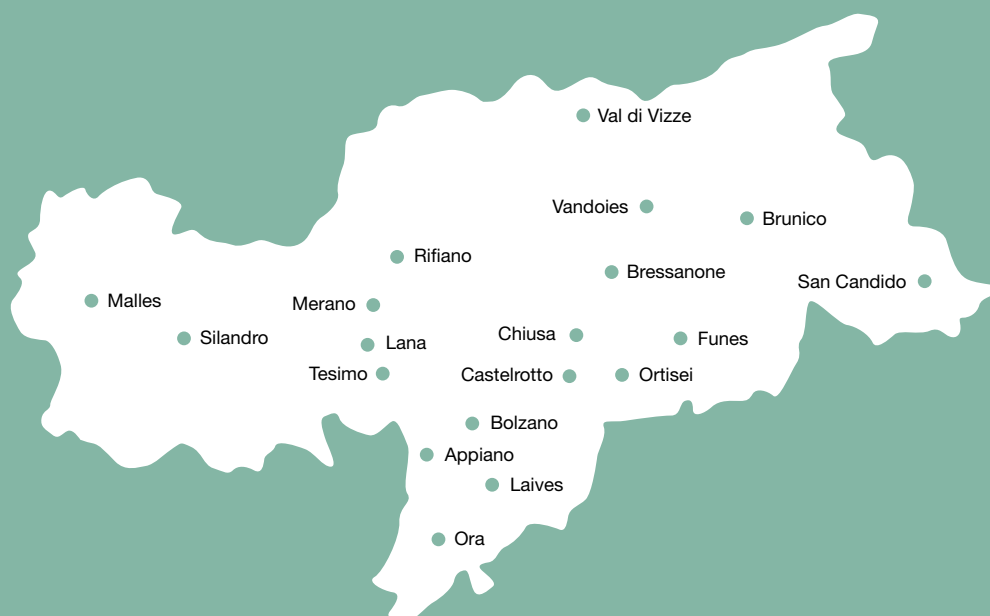 Val di Vizze
Vandoies
Brunico
Rifiano
Bressanone
San Candido
Malles
Merano
Silandro
Lana
Chiusa
Funes
Tesimo
Castelrotto
Ortisei
Bolzano
Appiano
Laives
Ora